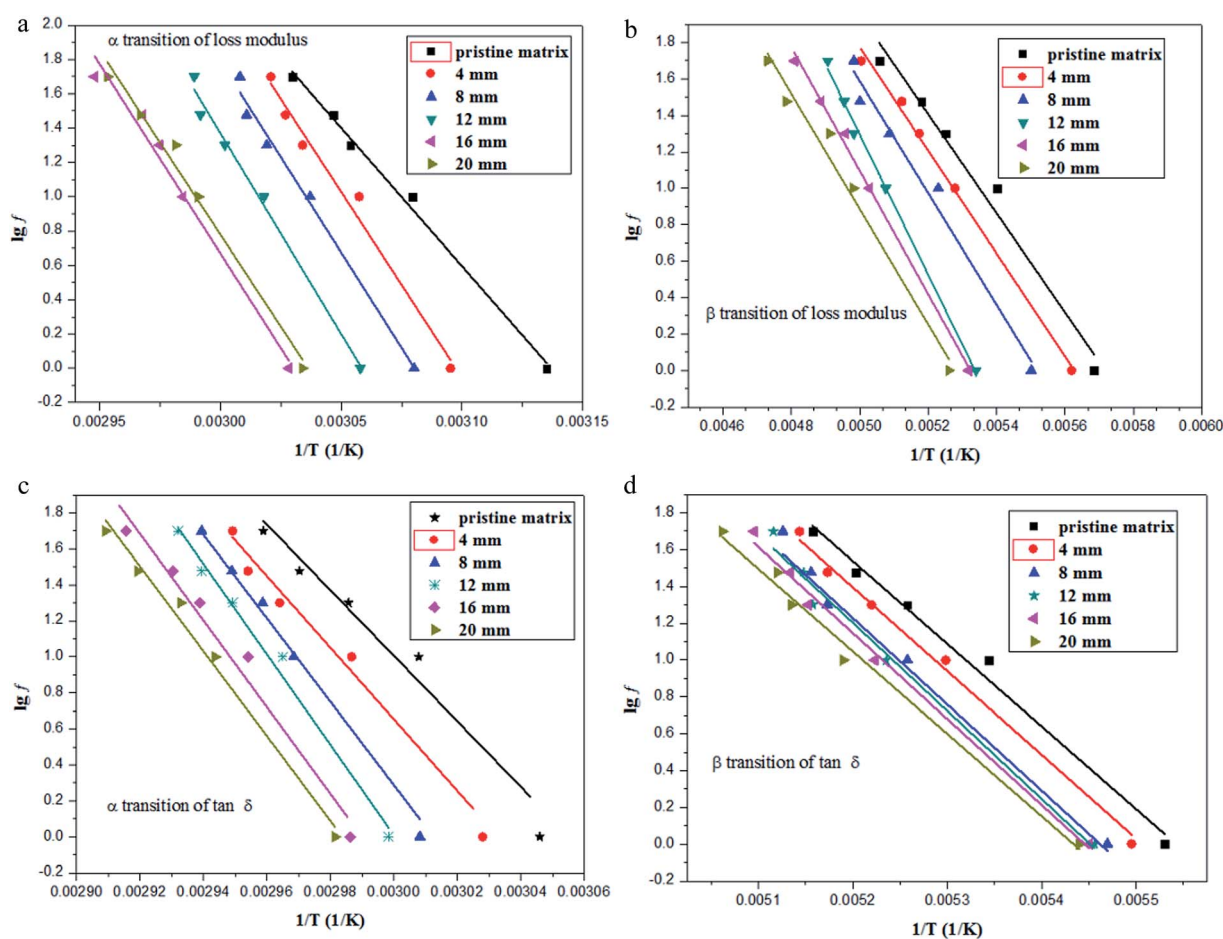 a
α transition of loss modulus
pristine matrix
4 mm
8 mm
12 mm
16 mm
20 mm
2.0
1.8
1.6
1.4
1.2
1.0
0.8
0.6
0.4
0.2
0.0
-0.2
lg f
0.00295
0.00300
0.00305
0.00310
0.00315
1/T (1/K)
b
β transition of loss modulus
pristine matrix
4 mm
8 mm
12 mm
16 mm
20 mm
2.0
1.8
1.6
1.4
1.2
1.0
0.8
0.6
0.4
0.2
0.0
-0.2
lg f
0.0046
0.0048
0.0050
0.0052
0.0054
0.0056
0.0058
0.0060
1/T (1/K)
c
α transition of tan δ
pristine matrix
4 mm
8 mm
12 mm
16 mm
20 mm
1.8
1.6
1.4
1.2
1.0
0.8
0.6
0.4
0.2
0.0
-0.2
lg f
0.00290
0.00292
0.00294
0.00296
0.00298
0.00300
0.00302
0.00304
0.00306
1/T (1/K)
d
β transition of tan δ
pristine matrix
4 mm
8 mm
12 mm
16 mm
20 mm
1.8
1.6
1.4
1.2
1.0
0.8
0.6
0.4
0.2
0.0
-0.2
lg f
0.0051
0.0052
0.0053
0.0054
0.0055
1/T (1/K)